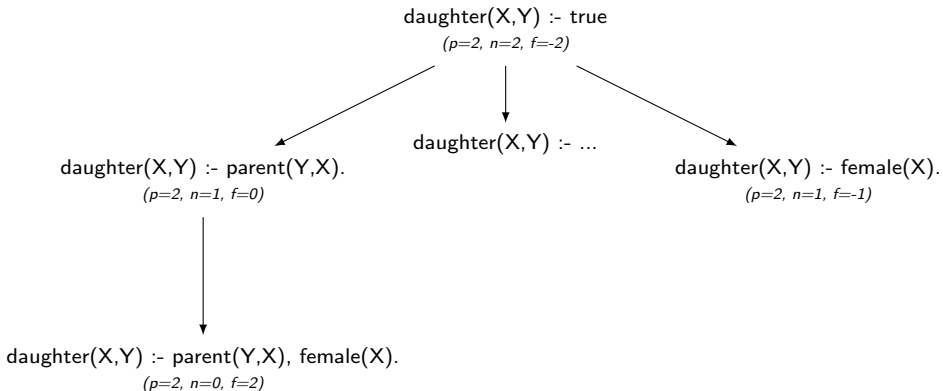 daughter(X,Y) :- true
(p=2, n=2, f=-2)
daughter(X,Y) :- ...
daughter(X,Y) :- parent(Y,X).
(p=2, n=1, f=0)
daughter(X,Y) :- female(X).
(p=2, n=1, f=-1)
daughter(X,Y) :- parent(Y,X), female(X).
(p=2, n=0, f=2)